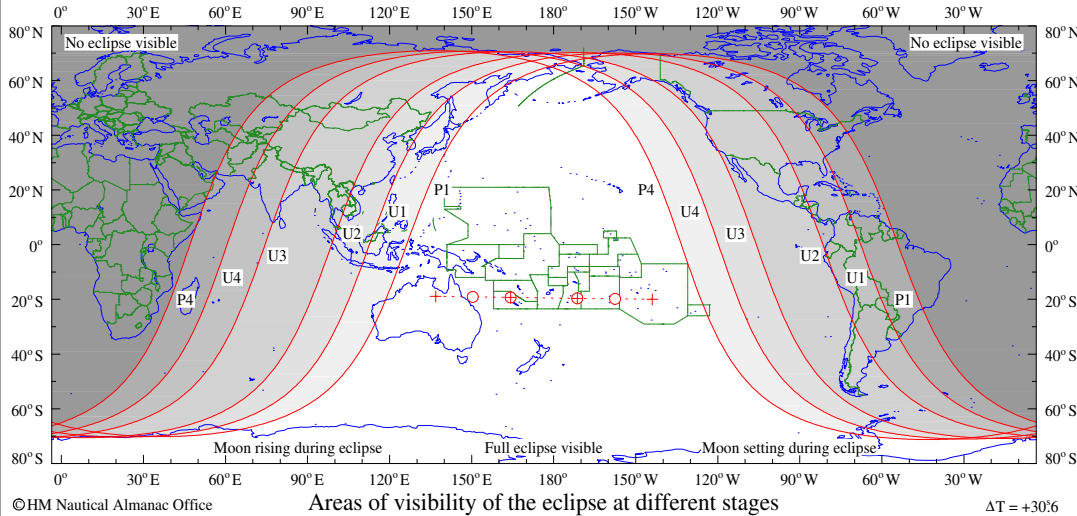 0° 30°E 60°E 90°E 120°E 150°E 180° 150°W 120°W 90°W 60°W 30°W
80°N No eclipse visible No eclipse visible 80°N
60°N 60°N
40°N 40°N
20°N P1 P4 20°N
U1 U4
U2 U3
0° 0°
U3 U2
U4 U1
P4 P1
20°S 20°S
40°S 40°S
60°S 60°S
Moon rising during eclipse Full eclipse visible Moon setting during eclipse
80°S 80°S
0° 30°E 60°E 90°E 120°E 150°E 180° 150°W 120°W 90°W 60°W 30°W
© HM Nautical Almanac Office Areas of visibility of the eclipse at different stages ΔT = +30ˢ.6